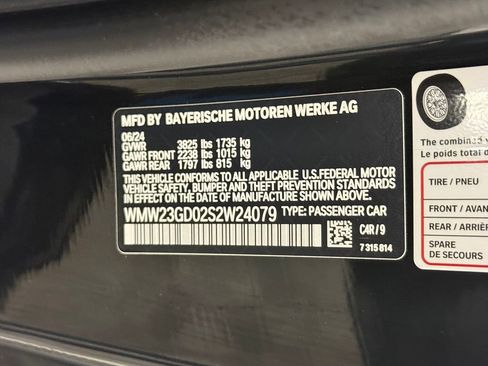 MFD BY BAYERISCHE MOTOREN WERKE AG
06/24
GVWR 3825 lbs 1735 kg
GAWR FRONT 2238 lbs 1015 kg
GAWR REAR 1797 lbs 815 kg
THIS VEHICLE CONFORMS TO ALL APPLICABLE U.S.FEDERAL MOTOR
VEHICLE SAFETY, BUMPER, AND THEFT PREVENTION STANDARDS
IN EFFECT ON THE DATE OF MANUFACTURE SHOWN ABOVE.
WMW23GD02S2W24079 TYPE: PASSENGER CAR
C4R/9
7 315 814
The combined
Le poids total
TIRE / PNEU
FRONT / AVAN
REAR / ARRIÈR
SPARE
DE SECOURS